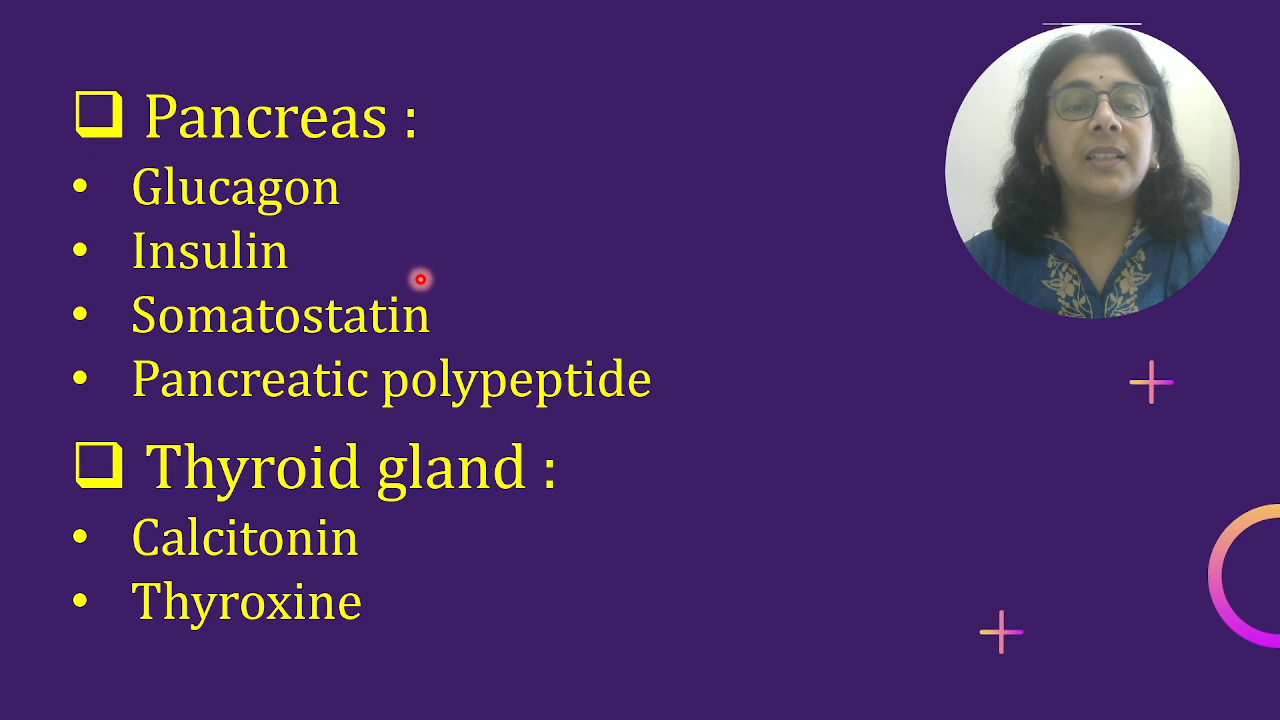 ❑ Pancreas :
• Glucagon
• Insulin
• Somatostatin
• Pancreatic polypeptide
❑ Thyroid gland :
• Calcitonin
• Thyroxine